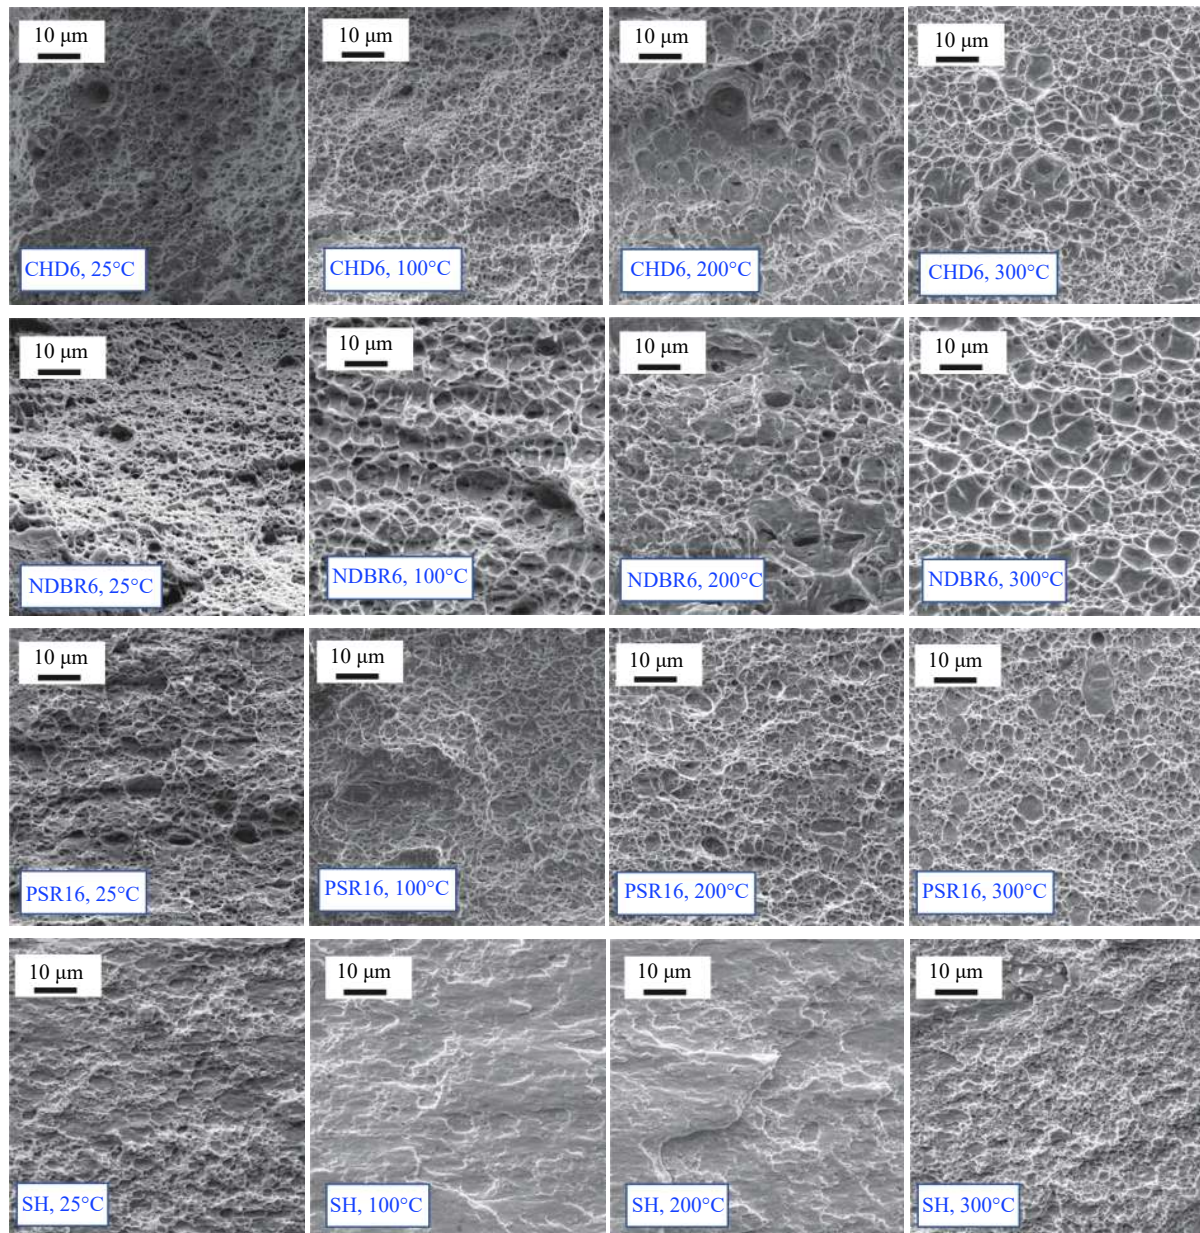 10 μm
10 μm
10 μm
10 μm
CHD6, 25°C
CHD6, 100°C
CHD6, 200°C
CHD6, 300°C
10 μm
10 μm
10 μm
10 μm
NDBR6, 25°C
NDBR6, 100°C
NDBR6, 200°C
NDBR6, 300°C
10 μm
10 μm
10 μm
10 μm
PSR16, 25°C
PSR16, 100°C
PSR16, 200°C
PSR16, 300°C
10 μm
10 μm
10 μm
10 μm
SH, 25°C
SH, 100°C
SH, 200°C
SH, 300°C